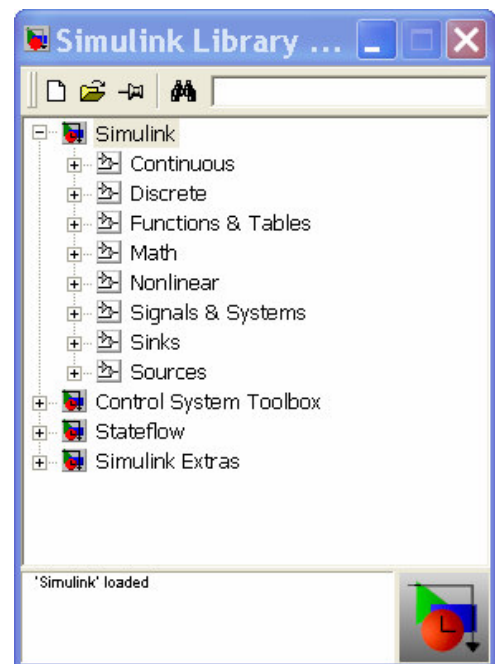 Simulink Library ...
Simulink
Continuous
Discrete
Functions & Tables
Math
Nonlinear
Signals & Systems
Sinks
Sources
Control System Toolbox
Stateflow
Simulink Extras
'Simulink' loaded